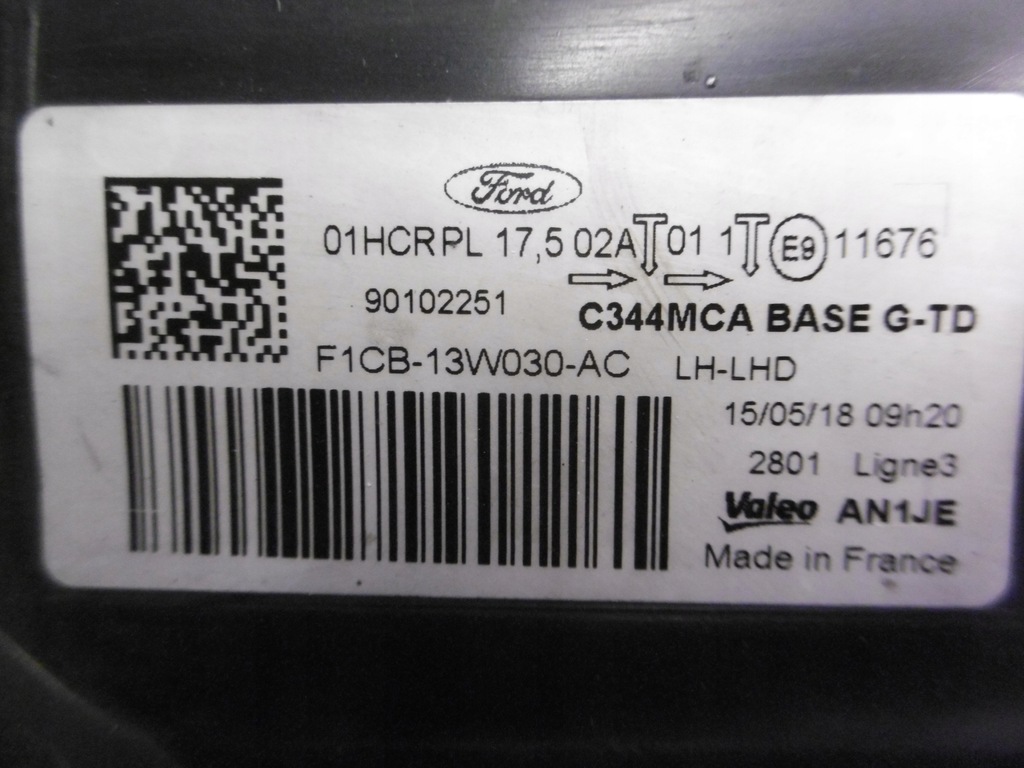 Ford
01HCRPL 17,5 02A 01 1 E9 11676
90102251 C344MCA BASE G-TD
F1CB-13W030-AC LH-LHD
15/05/18 09h20
2801 Ligne3
Valeo AN1JE
Made in France